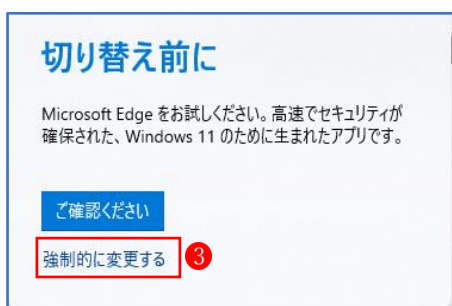 切り替え前に
Microsoft Edge をお試しください。高速でセキュリティが
確保された、Windows 11 のために生まれたアプリです。
ご確認ください
強制的に変更する 3